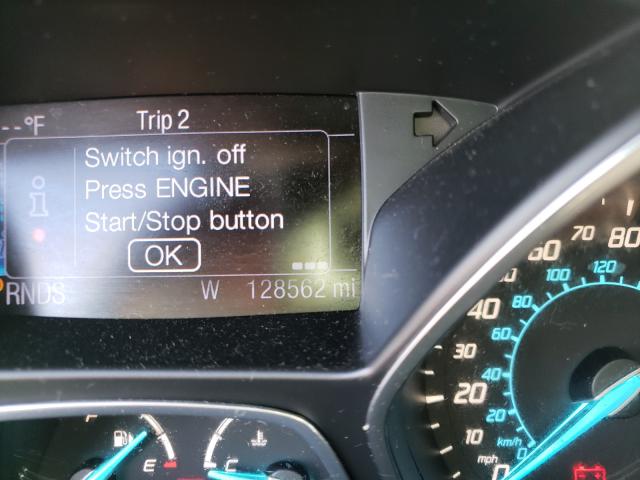 --°F
Trip 2
Switch ign. off
Press ENGINE
Start/Stop button
OK
RNDS W 128562 mi
F
E
C
80
70
60
40
30
20
10
0
mph
120
100
80
60
40
20
0
km/h